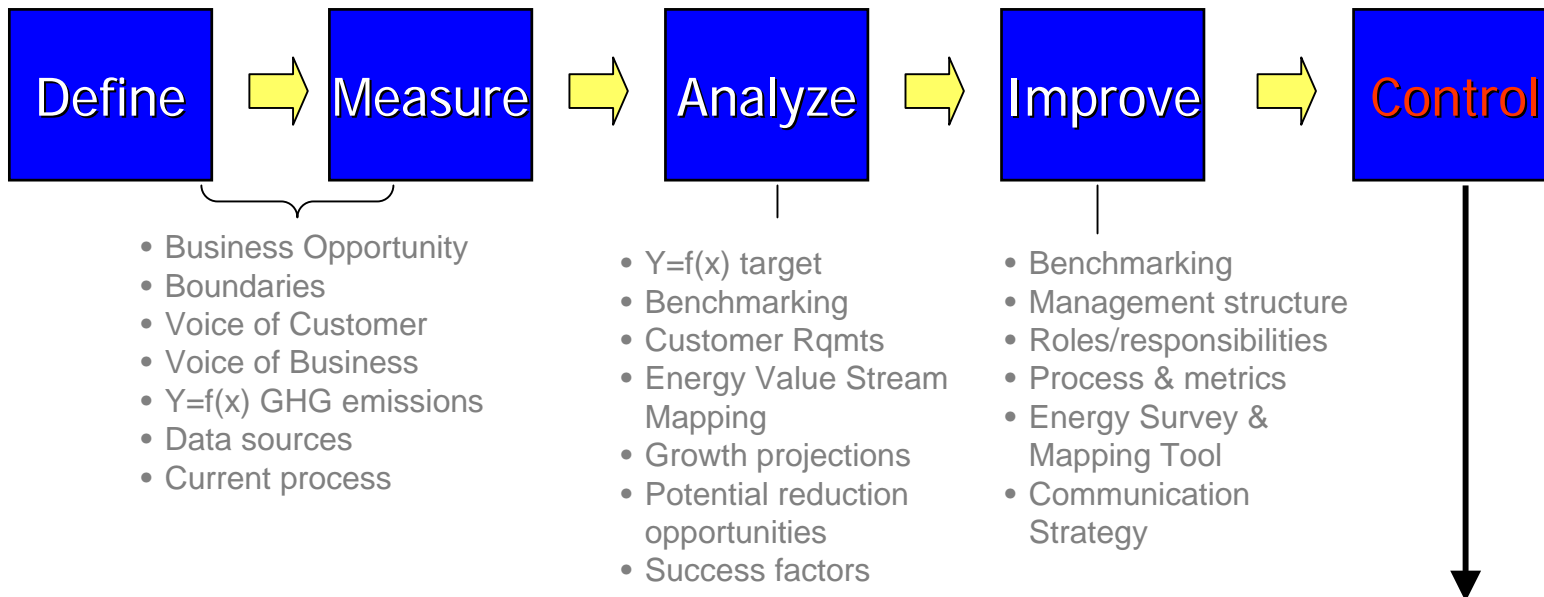 Define
Measure
Analyze
Improve
Control
• Business Opportunity
• Boundaries
• Voice of Customer
• Voice of Business
• Y=f(x) GHG emissions
• Data sources
• Current process
• Y=f(x) target
• Benchmarking
• Customer Rqmts
• Energy Value Stream
Mapping
• Growth projections
• Potential reduction
opportunities
• Success factors
• Benchmarking
• Management structure
• Roles/responsibilities
• Process & metrics
• Energy Survey &
Mapping Tool
• Communication
Strategy